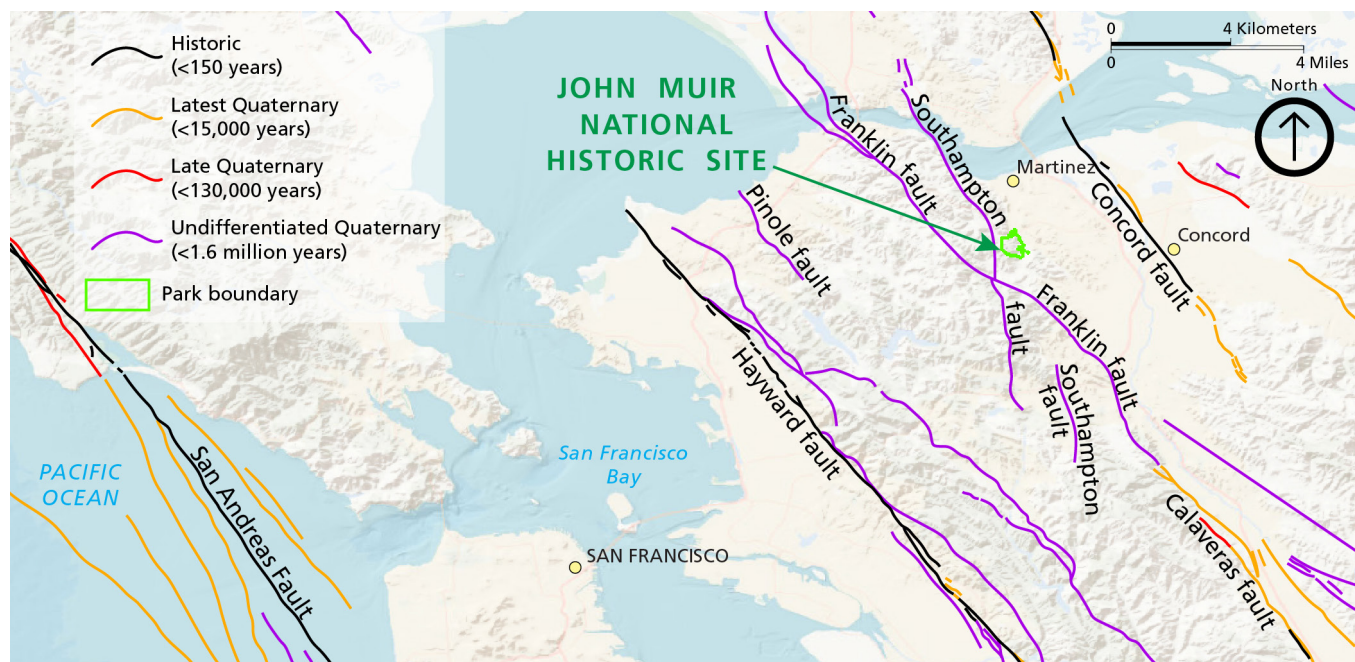 Historic
(<150 years)
Latest Quaternary
(<15,000 years)
Late Quaternary
(<130,000 years)
Undifferentiated Quaternary
(<1.6 million years)
Park boundary
JOHN MUIR
NATIONAL
HISTORIC SITE
0 4 Kilometers
0 4 Miles
North
Franklin fault
Southampton
fault
Martinez
Concord
Concord fault
Pinole fault
Franklin fault
Southampton
fault
Hayward fault
San Francisco
Bay
SAN FRANCISCO
PACIFIC
OCEAN
San Andreas Fault
Calaveras fault